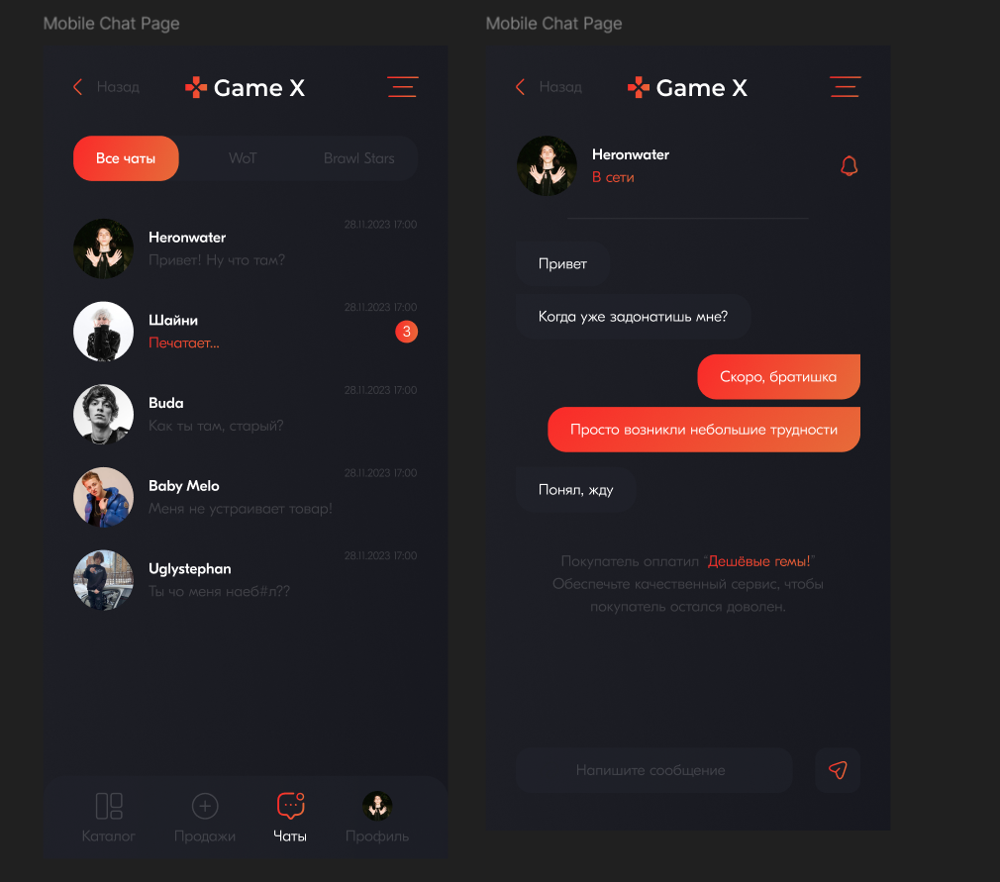 Mobile Chat Page
Назад
Game X
Все чаты
WoT
Brawl Stars
28.11.2023 17:00
Heronwater
Привет! Ну что там?
28.11.2023 17:00
Шайни
Печатает...
3
28.11.2023 17:00
Buda
Как ты там, старый?
28.11.2023 17:00
Baby Melo
Меня не устраивает товар!
28.11.2023 17:00
Uglystephan
Ты чо меня наеб#л??
Каталог
Продажи
Чаты
Профиль
Mobile Chat Page
Назад
Game X
Heronwater
В сети
Привет
Когда уже задонатишь мне?
Скоро, братишка
Просто возникли небольшие трудности
Понял, жду
Покупатель оплатил "Дешёвые гемы!"
Обеспечьте качественный сервис, чтобы
покупатель остался доволен.
Напишите сообщение